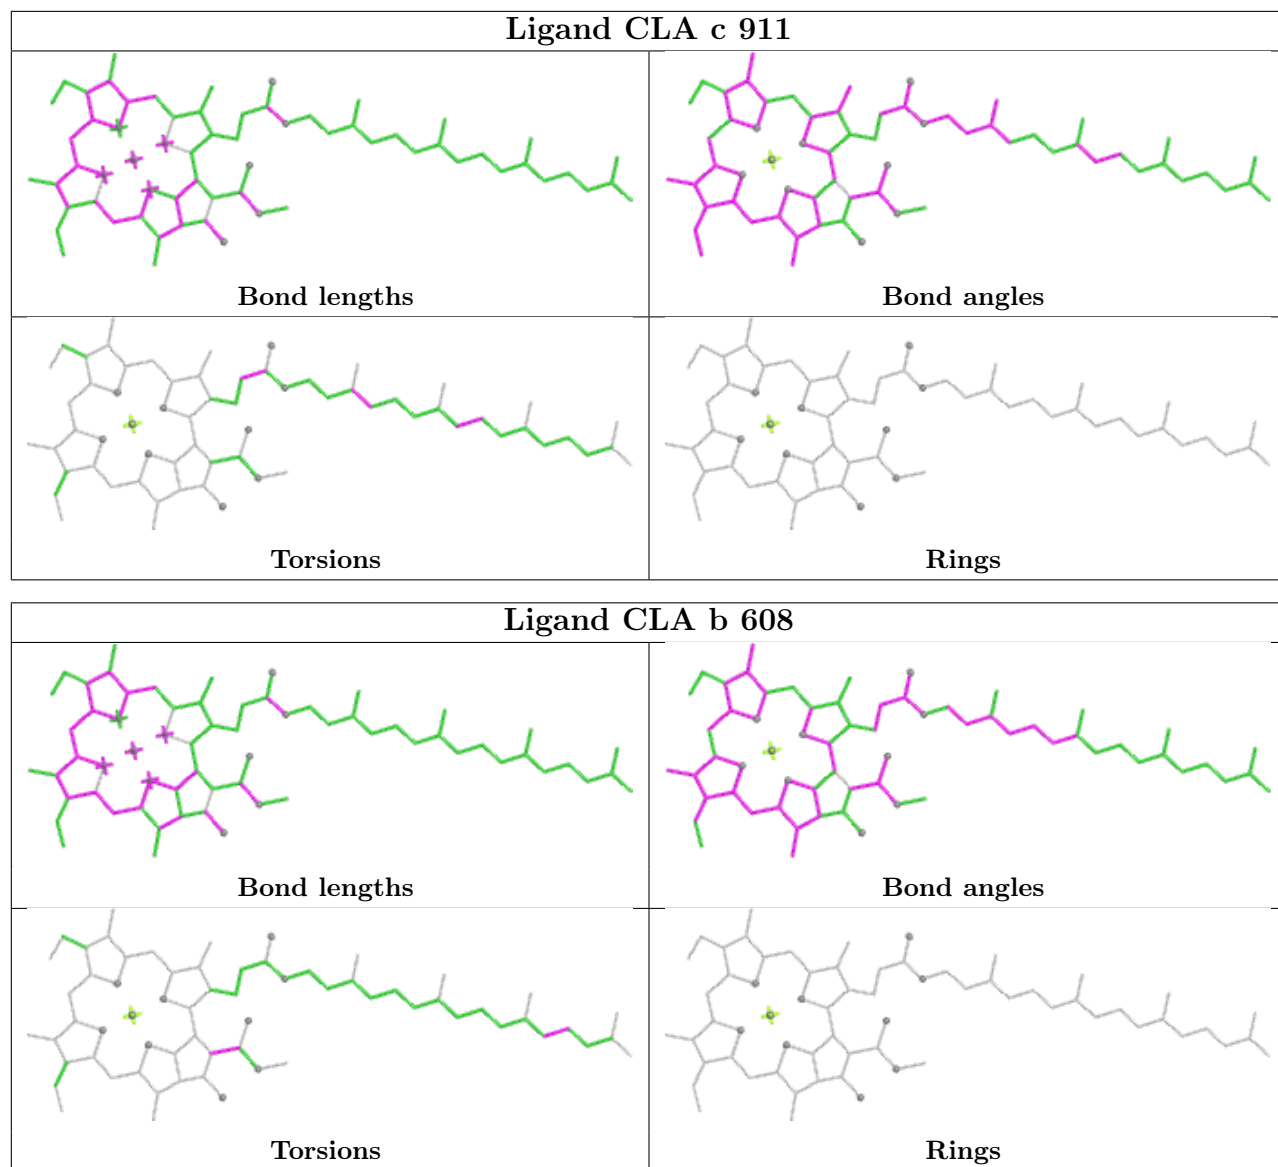 Ligand CLA c 911
Bond lengths
Bond angles
Torsions
Rings
Ligand CLA b 608
Bond lengths
Bond angles
Torsions
Rings